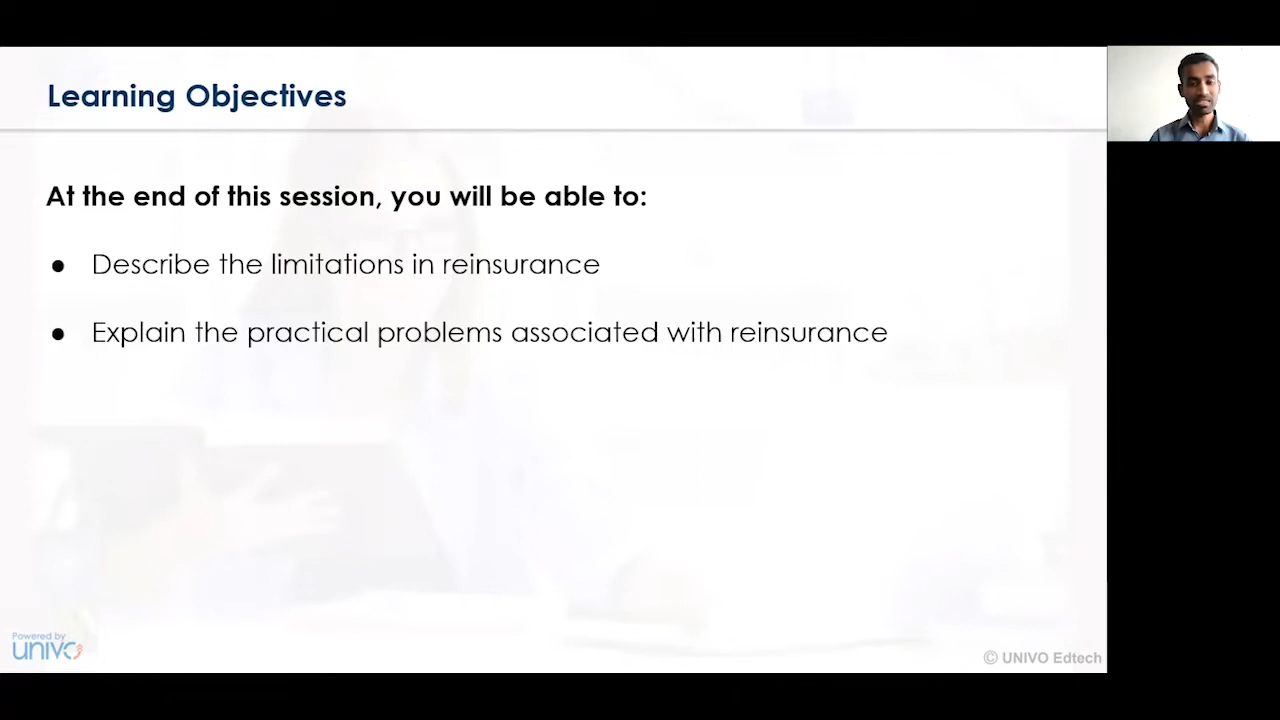 Learning Objectives
At the end of this session, you will be able to:
● Describe the limitations in reinsurance
● Explain the practical problems associated with reinsurance
Powered by
UNIVO
© UNIVO Edtech